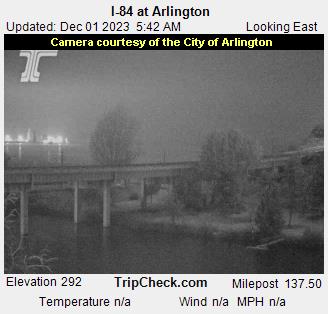 I-84 at Arlington
Updated: Dec 01 2023 5:42 AM Looking East
Camera courtesy of the City of Arlington
Elevation 292 TripCheck.com Milepost 137.50
Temperature n/a Wind n/a MPH n/a